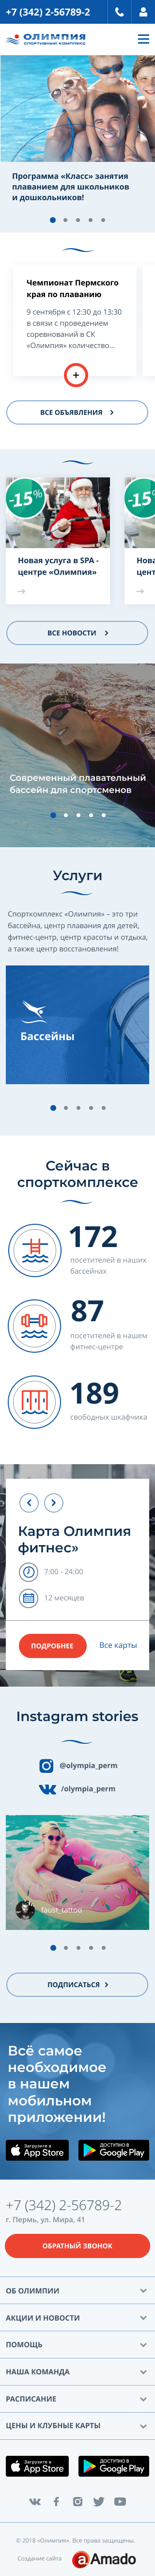 +7 (342) 2-56789-2
ОЛИМПИЯ
СПОРТИВНЫЙ КОМПЛЕКС
Программа «Класс» занятия
плаванием для школьников
и дошкольников!
Чемпионат Пермского
края по плаванию
9 сентября с 12:30 до 13:30
в связи с проведением
соревнований в СК
«Олимпия» количество...
ВСЕ ОБЪЯВЛЕНИЯ
-15%
-15
Новая услуга в SPA -
центре «Олимпия»
Нова
цент
ВСЕ НОВОСТИ
Современный плавательный
бассейн для спортсменов
Услуги
Спорткомплекс «Олимпия» – это три
бассейна, центр плавания для детей,
фитнес-центр, центр красоты и отдыха,
а также центр восстановления!
Бассейны
Сейчас в
спорткомплексе
172
посетителей в наших
бассейнах
87
посетителей в нашем
фитнес-центре
189
свободных шкафчика
Карта Олимпия
фитнес»
7:00 - 24:00
12 месяцев
ПОДРОБНЕЕ
Все карты
Instagram stories
@olympia_perm
/olympia_perm
faust_tattoo
ПОДПИСАТЬСЯ
Всё самое
необходимое
в нашем
мобильном
приложении!
Загрузите в
App Store
ДОСТУПНО В
Google Play
+7 (342) 2-56789-2
г. Пермь, ул. Мира, 41
ОБРАТНЫЙ ЗВОНОК
ОБ ОЛИМПИИ
АКЦИИ И НОВОСТИ
ПОМОЩЬ
НАША КОМАНДА
РАСПИСАНИЕ
ЦЕНЫ И КЛУБНЫЕ КАРТЫ
Загрузите в
App Store
ДОСТУПНО В
Google Play
© 2018 «Олимпия». Все права защищены.
Создание сайта
Amado